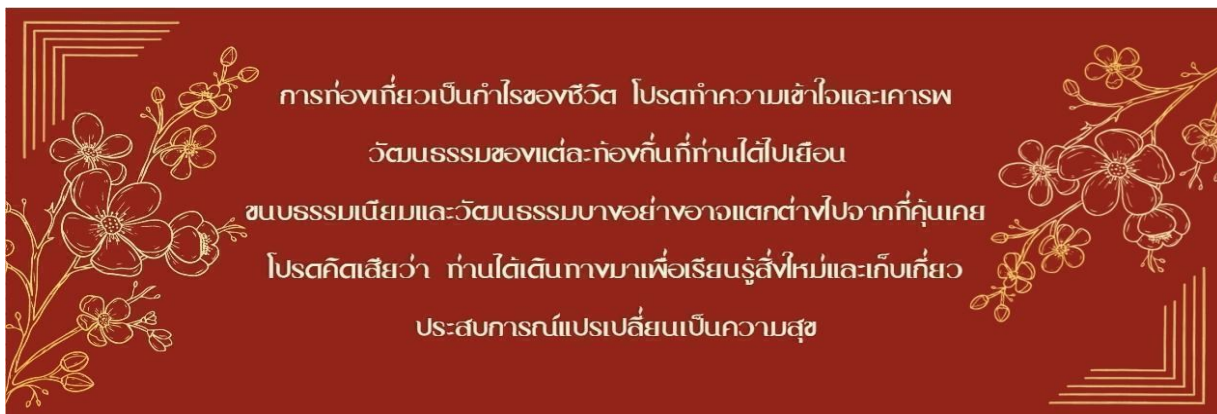 การท่องเที่ยวเป็นกำไรของชีวิต โปรดทำความเข้าใจและเคารพ
วัฒนธรรมของแต่ละท้องถิ่นที่ท่านได้ไปเยือน
ขนบธรรมเนียมและวัฒนธรรมบางอย่างอาจแตกต่างไปจากที่คุ้นเคย
โปรดคิดเสียว่า ท่านได้เดินทางมาเพื่อเรียนรู้สิ่งใหม่และเก็บเกี่ยว
ประสบการณ์แปรเปลี่ยนเป็นความสุข